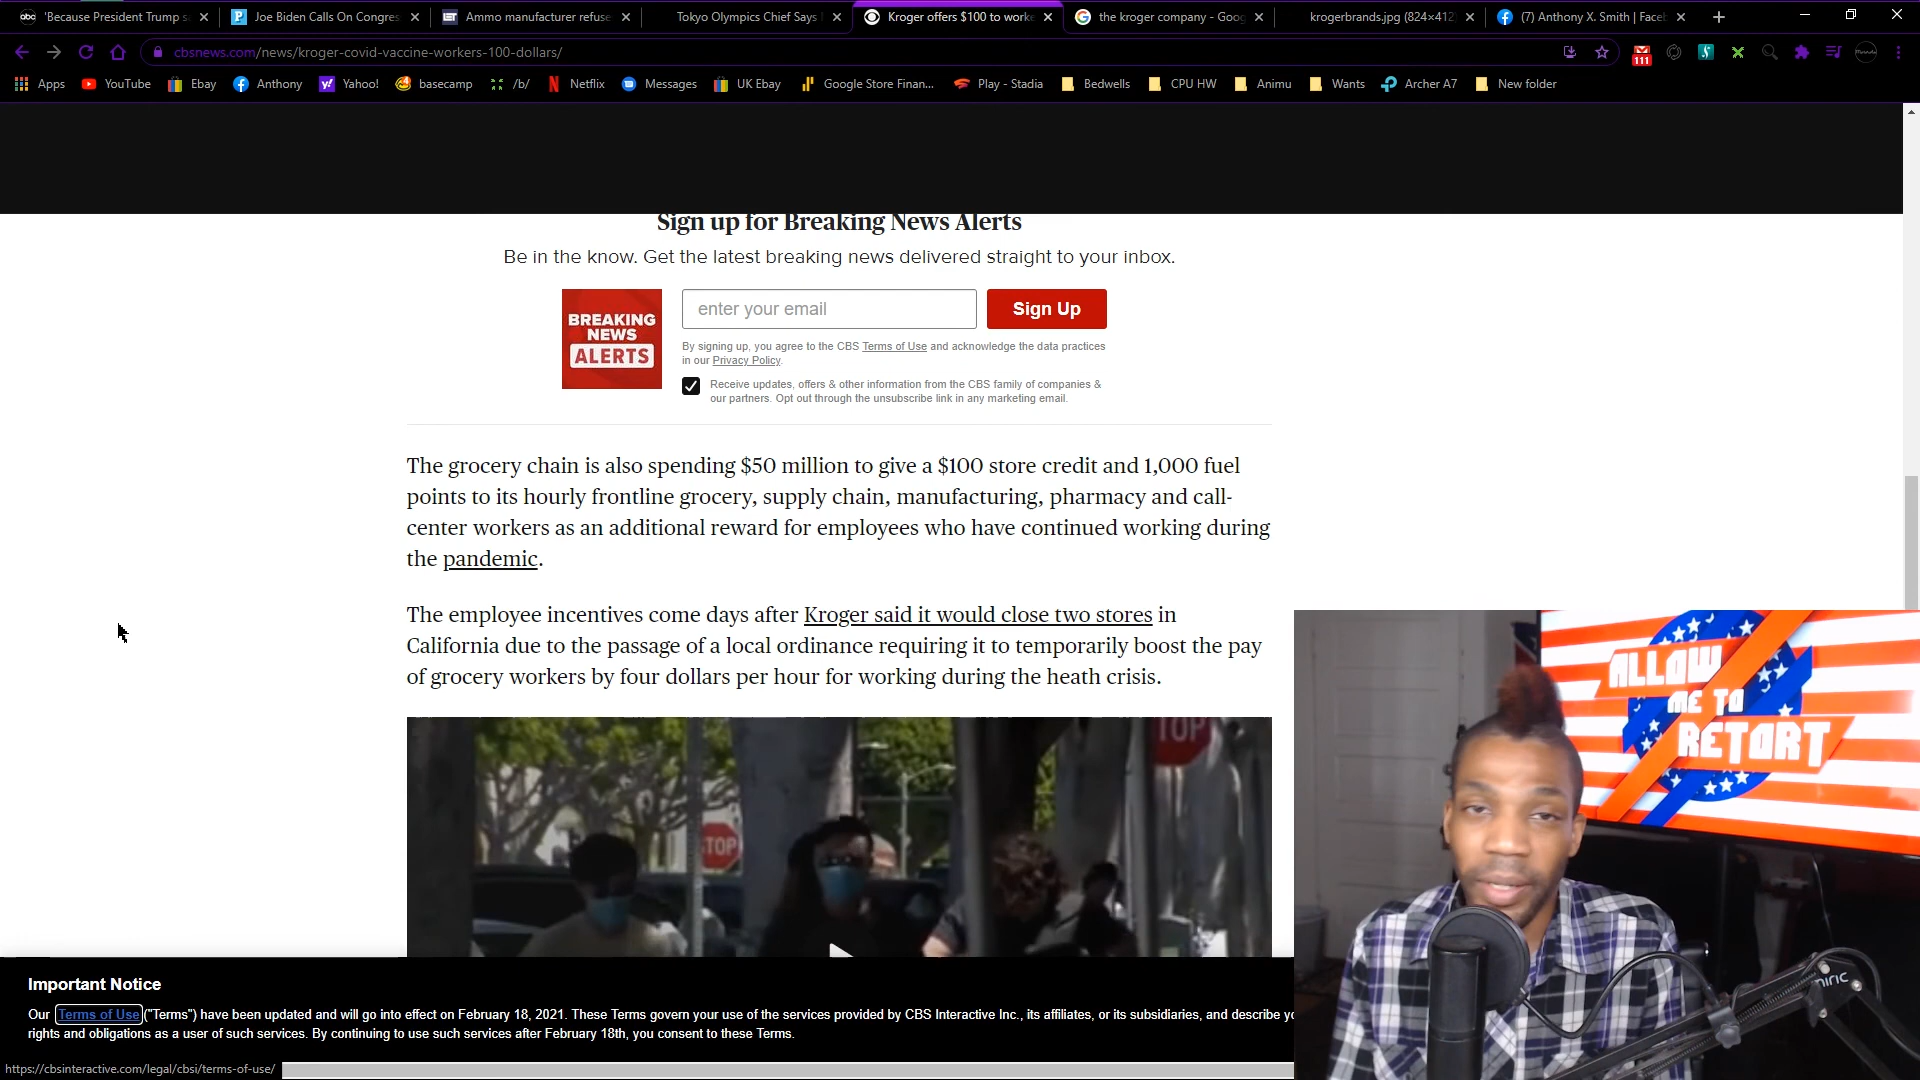 abc 'Because President Trump s
Joe Biden Calls On Congres
Ammo manufacturer refuse
Tokyo Olympics Chief Says
Kroger offers $100 to worke
the kroger company - Goog
krogerbrands.jpg (824×412)
(7) Anthony X. Smith | Faceb
cbsnews.com/news/kroger-covid-vaccine-workers-100-dollars/
111
Apps
YouTube
Ebay
Anthony
Yahoo!
basecamp
/b/
Netflix
Messages
UK Ebay
Google Store Finan...
Play - Stadia
Bedwells
CPU HW
Animu
Wants
Archer A7
New folder
Sign up for Breaking News Alerts
Be in the know. Get the latest breaking news delivered straight to your inbox.
BREAKING
NEWS
ALERTS
enter your email
Sign Up
By signing up, you agree to the CBS Terms of Use and acknowledge the data practices
in our Privacy Policy.
Receive updates, offers & other information from the CBS family of companies &
our partners. Opt out through the unsubscribe link in any marketing email.
The grocery chain is also spending $50 million to give a $100 store credit and 1,000 fuel
points to its hourly frontline grocery, supply chain, manufacturing, pharmacy and call-
center workers as an additional reward for employees who have continued working during
the pandemic.
The employee incentives come days after Kroger said it would close two stores in
California due to the passage of a local ordinance requiring it to temporarily boost the pay
of grocery workers by four dollars per hour for working during the heath crisis.
TOP
STOP
ALLOW
ME TO
RETORT
Important Notice
Our Terms of Use ("Terms") have been updated and will go into effect on February 18, 2021. These Terms govern your use of the services provided by CBS Interactive Inc., its affiliates, or its subsidiaries, and describe yo
rights and obligations as a user of such services. By continuing to use such services after February 18th, you consent to these Terms.
https://cbsinteractive.com/legal/cbsi/terms-of-use/